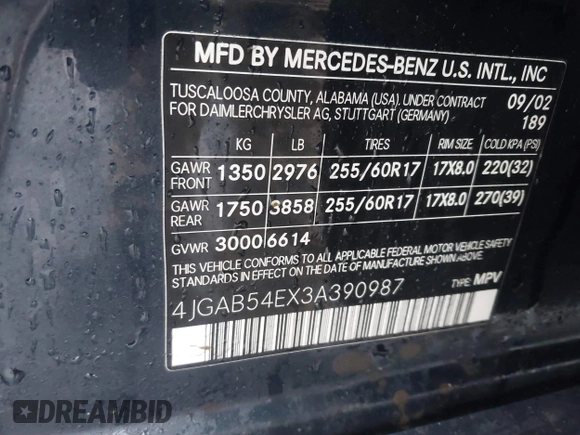 MFD BY MERCEDES-BENZ U.S. INTL., INC
TUSCALOOSA COUNTY, ALABAMA (USA). UNDER CONTRACT 09/02
FOR DAIMLERCHRYSLER AG, STUTTGART (GERMANY) 189
KG LB TIRES RIM SIZE COLD KPA (PSI)
GAWR FRONT 1350 2976 255/60R17 17X8.0 220(32)
GAWR REAR 1750 3858 255/60R17 17X8.0 270(39)
GVWR 3000 6614
THIS VEHICLE CONFORMS TO ALL APPLICABLE FEDERAL MOTOR VEHICLE SAFETY
AND THEFT PREVENTION STANDARDS IN EFFECT ON THE DATE OF MANUFACTURE SHOWN ABOVE
4JGAB54EX3A390987 TYPE: MPV
DREAMBID